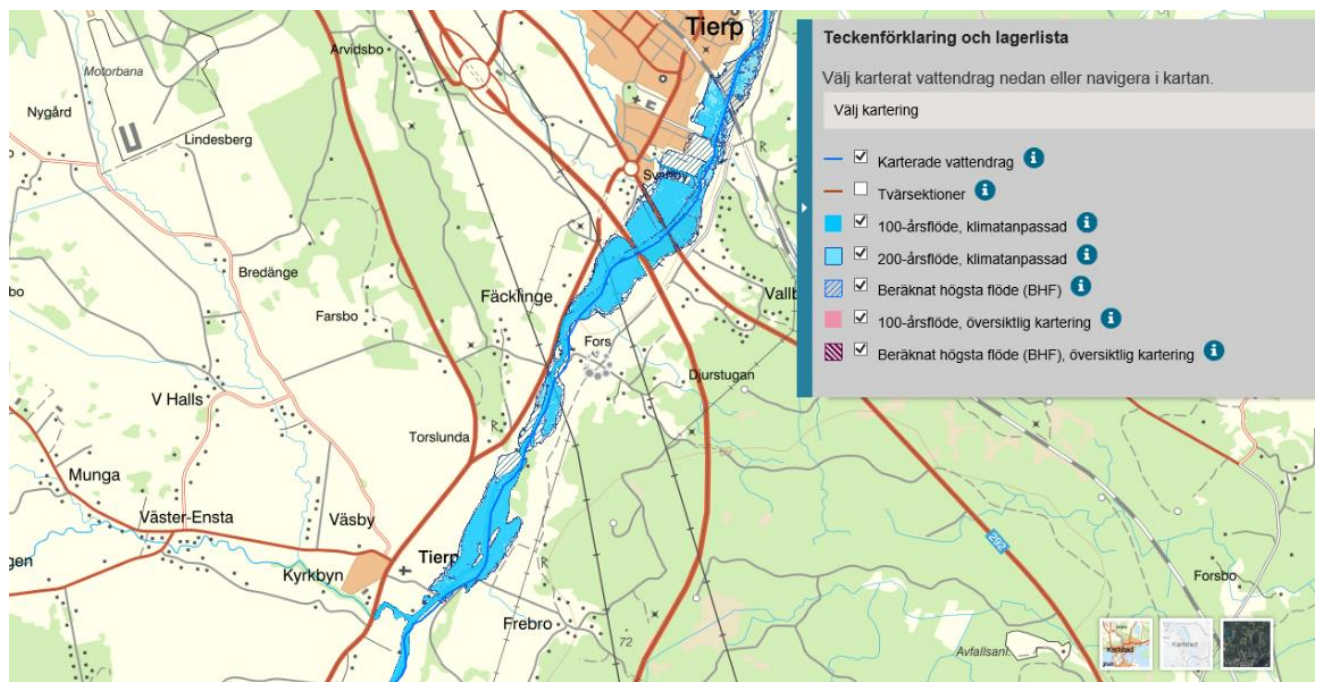 Tierp
Arvidsbo
Motorbana
Nygård
Lindesberg
Bredänge
Fäcklinge
Farsbo
Fors
Djurstugan
V Halls
Torslunda
R
Munga
Väster-Ensta
Väsby
Tierp
Kyrkbyn
Frebro
R
R
72
292
Forsbo
Avfallsanl.
Teckenförklaring och lagerlista
Välj karterat vattendrag nedan eller navigera i kartan.
Välj kartering
Karterade vattendrag
Tvärsektioner
100-årsflöde, klimatanpassad
200-årsflöde, klimatanpassad
Beräknat högsta flöde (BHF)
100-årsflöde, översiktlig kartering
Beräknat högsta flöde (BHF), översiktlig kartering
Karlstad
Karlstad